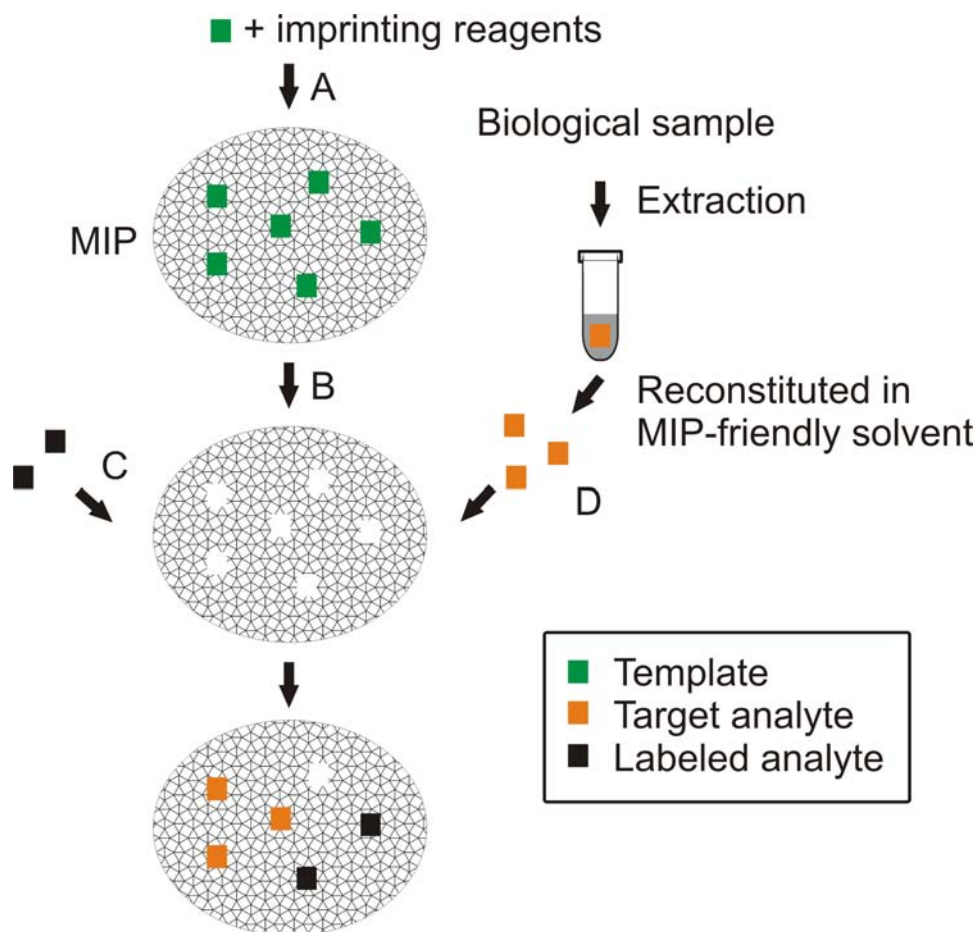 + imprinting reagents
A
Biological sample
Extraction
MIP
B
Reconstituted in
MIP-friendly solvent
C
D
Template
Target analyte
Labeled analyte